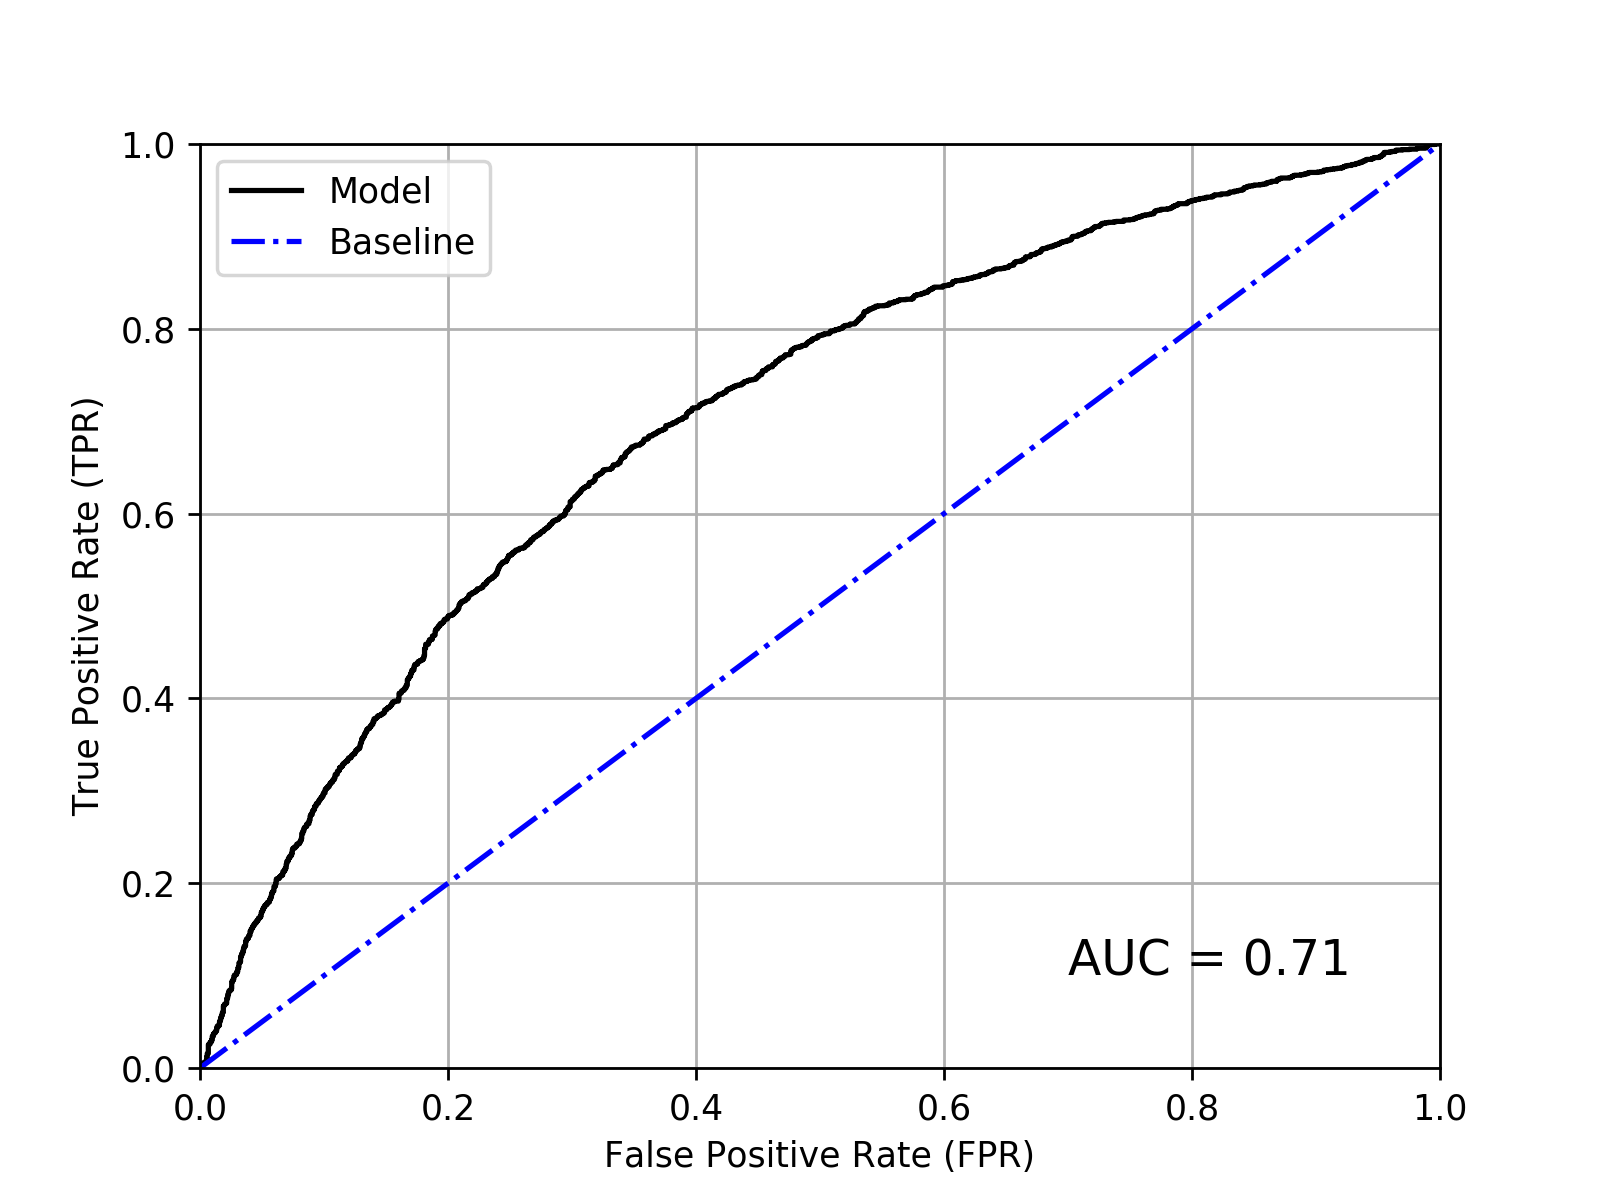 1.0
0.8
0.6
0.4
0.2
0.0
True Positive Rate (TPR)
Model
Baseline
AUC = 0.71
0.0 0.2 0.4 0.6 0.8 1.0
False Positive Rate (FPR)